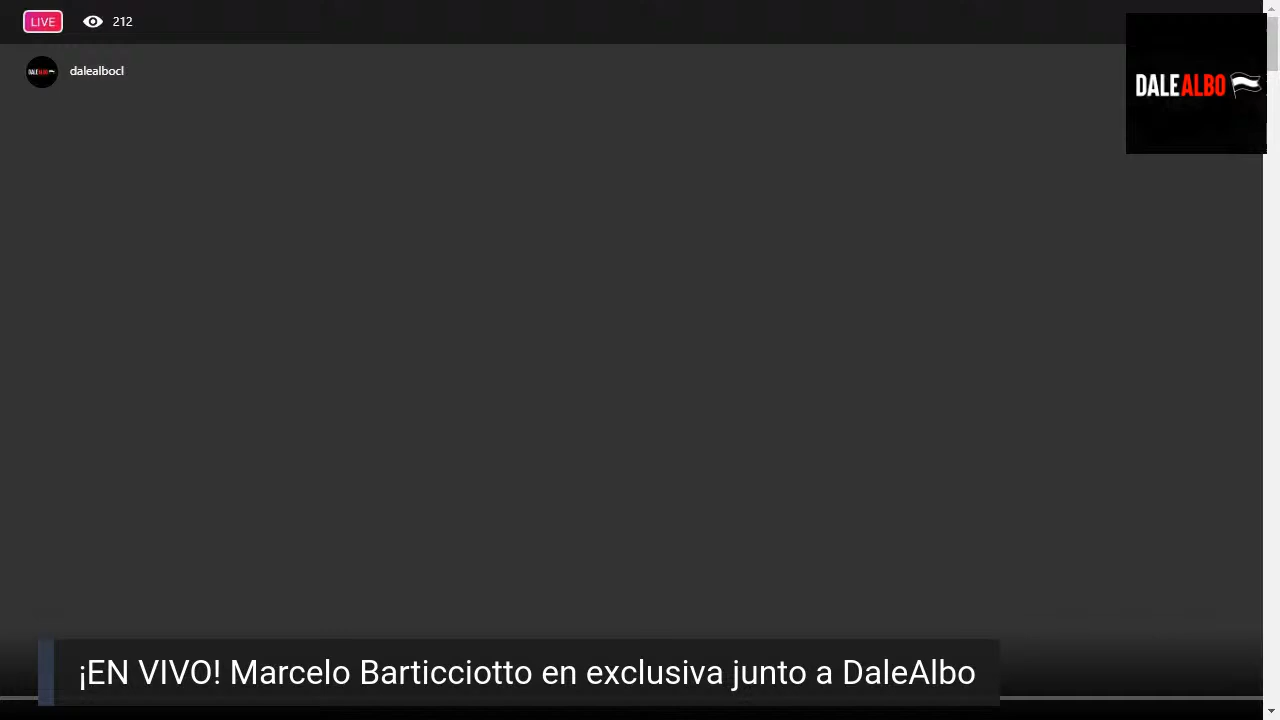 LIVE 212
dalealbocl
DALEALBO
¡EN VIVO! Marcelo Barticciotto en exclusiva junto a DaleAlbo